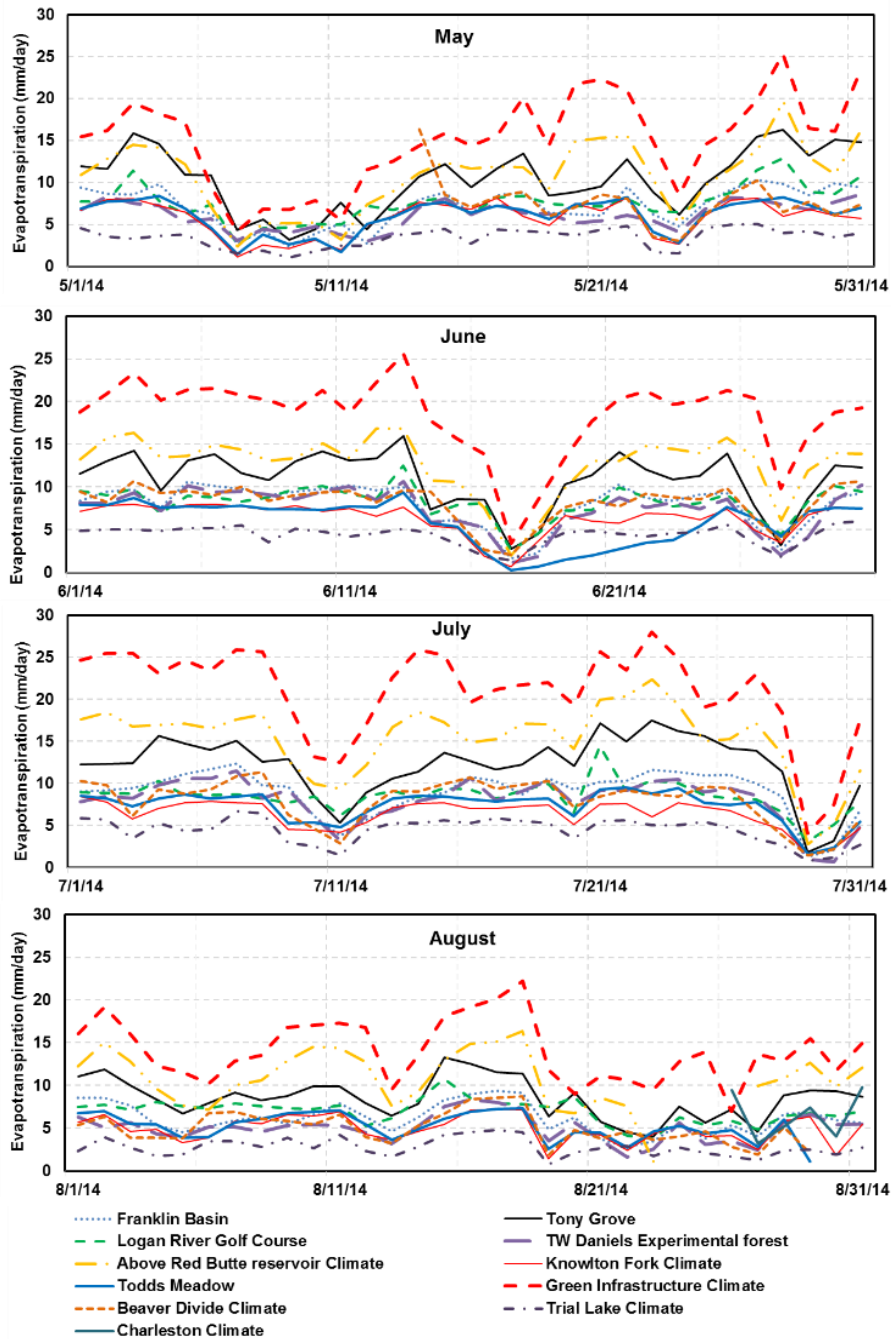 May
Evapotranspiration (mm/day)
30
25
20
15
10
5
0
5/1/14 5/11/14 5/21/14 5/31/14
June
Evapotranspiration (mm/day)
30
25
20
15
10
5
0
6/1/14 6/11/14 6/21/14
July
Evapotranspiration (mm/day)
30
25
20
15
10
5
0
7/1/14 7/11/14 7/21/14 7/31/14
August
Evapotranspiration (mm/day)
30
25
20
15
10
5
0
8/1/14 8/11/14 8/21/14 8/31/14
Franklin Basin Tony Grove
Logan River Golf Course TW Daniels Experimental forest
Above Red Butte reservoir Climate Knowlton Fork Climate
Todds Meadow Green Infrastructure Climate
Beaver Divide Climate Trial Lake Climate
Charleston Climate